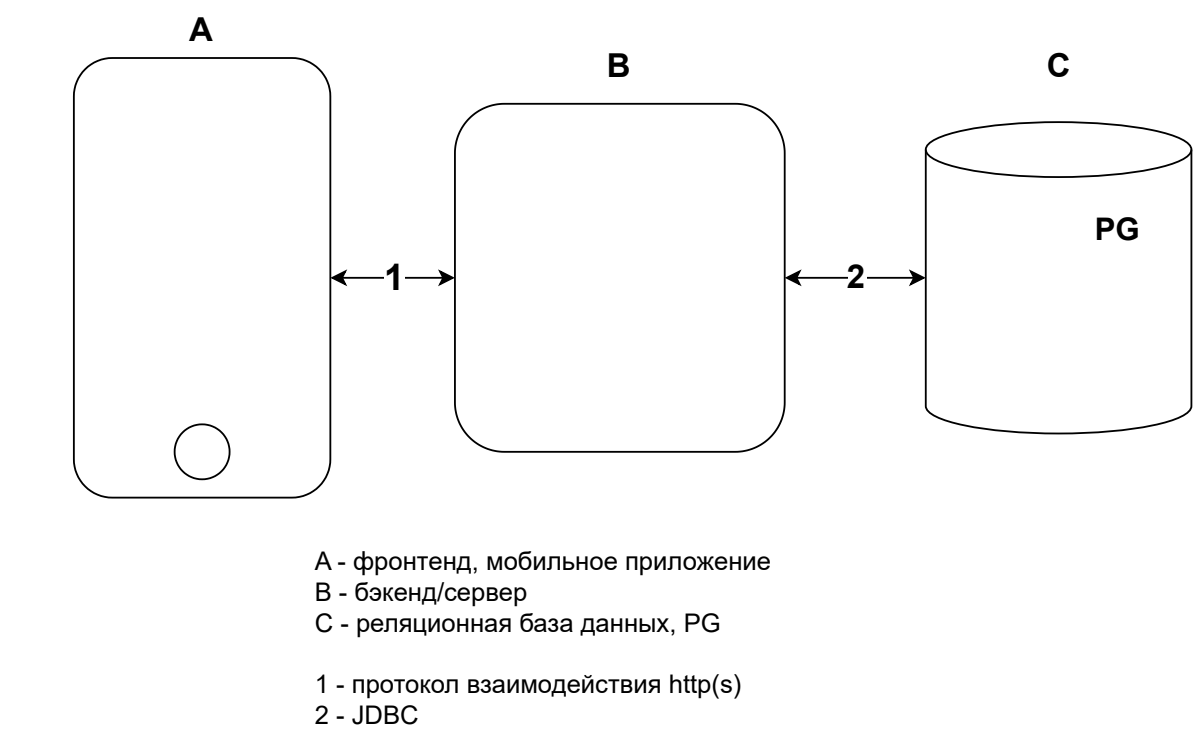 A
B
C
PG
1
2
A - фронтенд, мобильное приложение
B - бэкенд/сервер
C - реляционная база данных, PG
1 - протокол взаимодействия http(s)
2 - JDBC